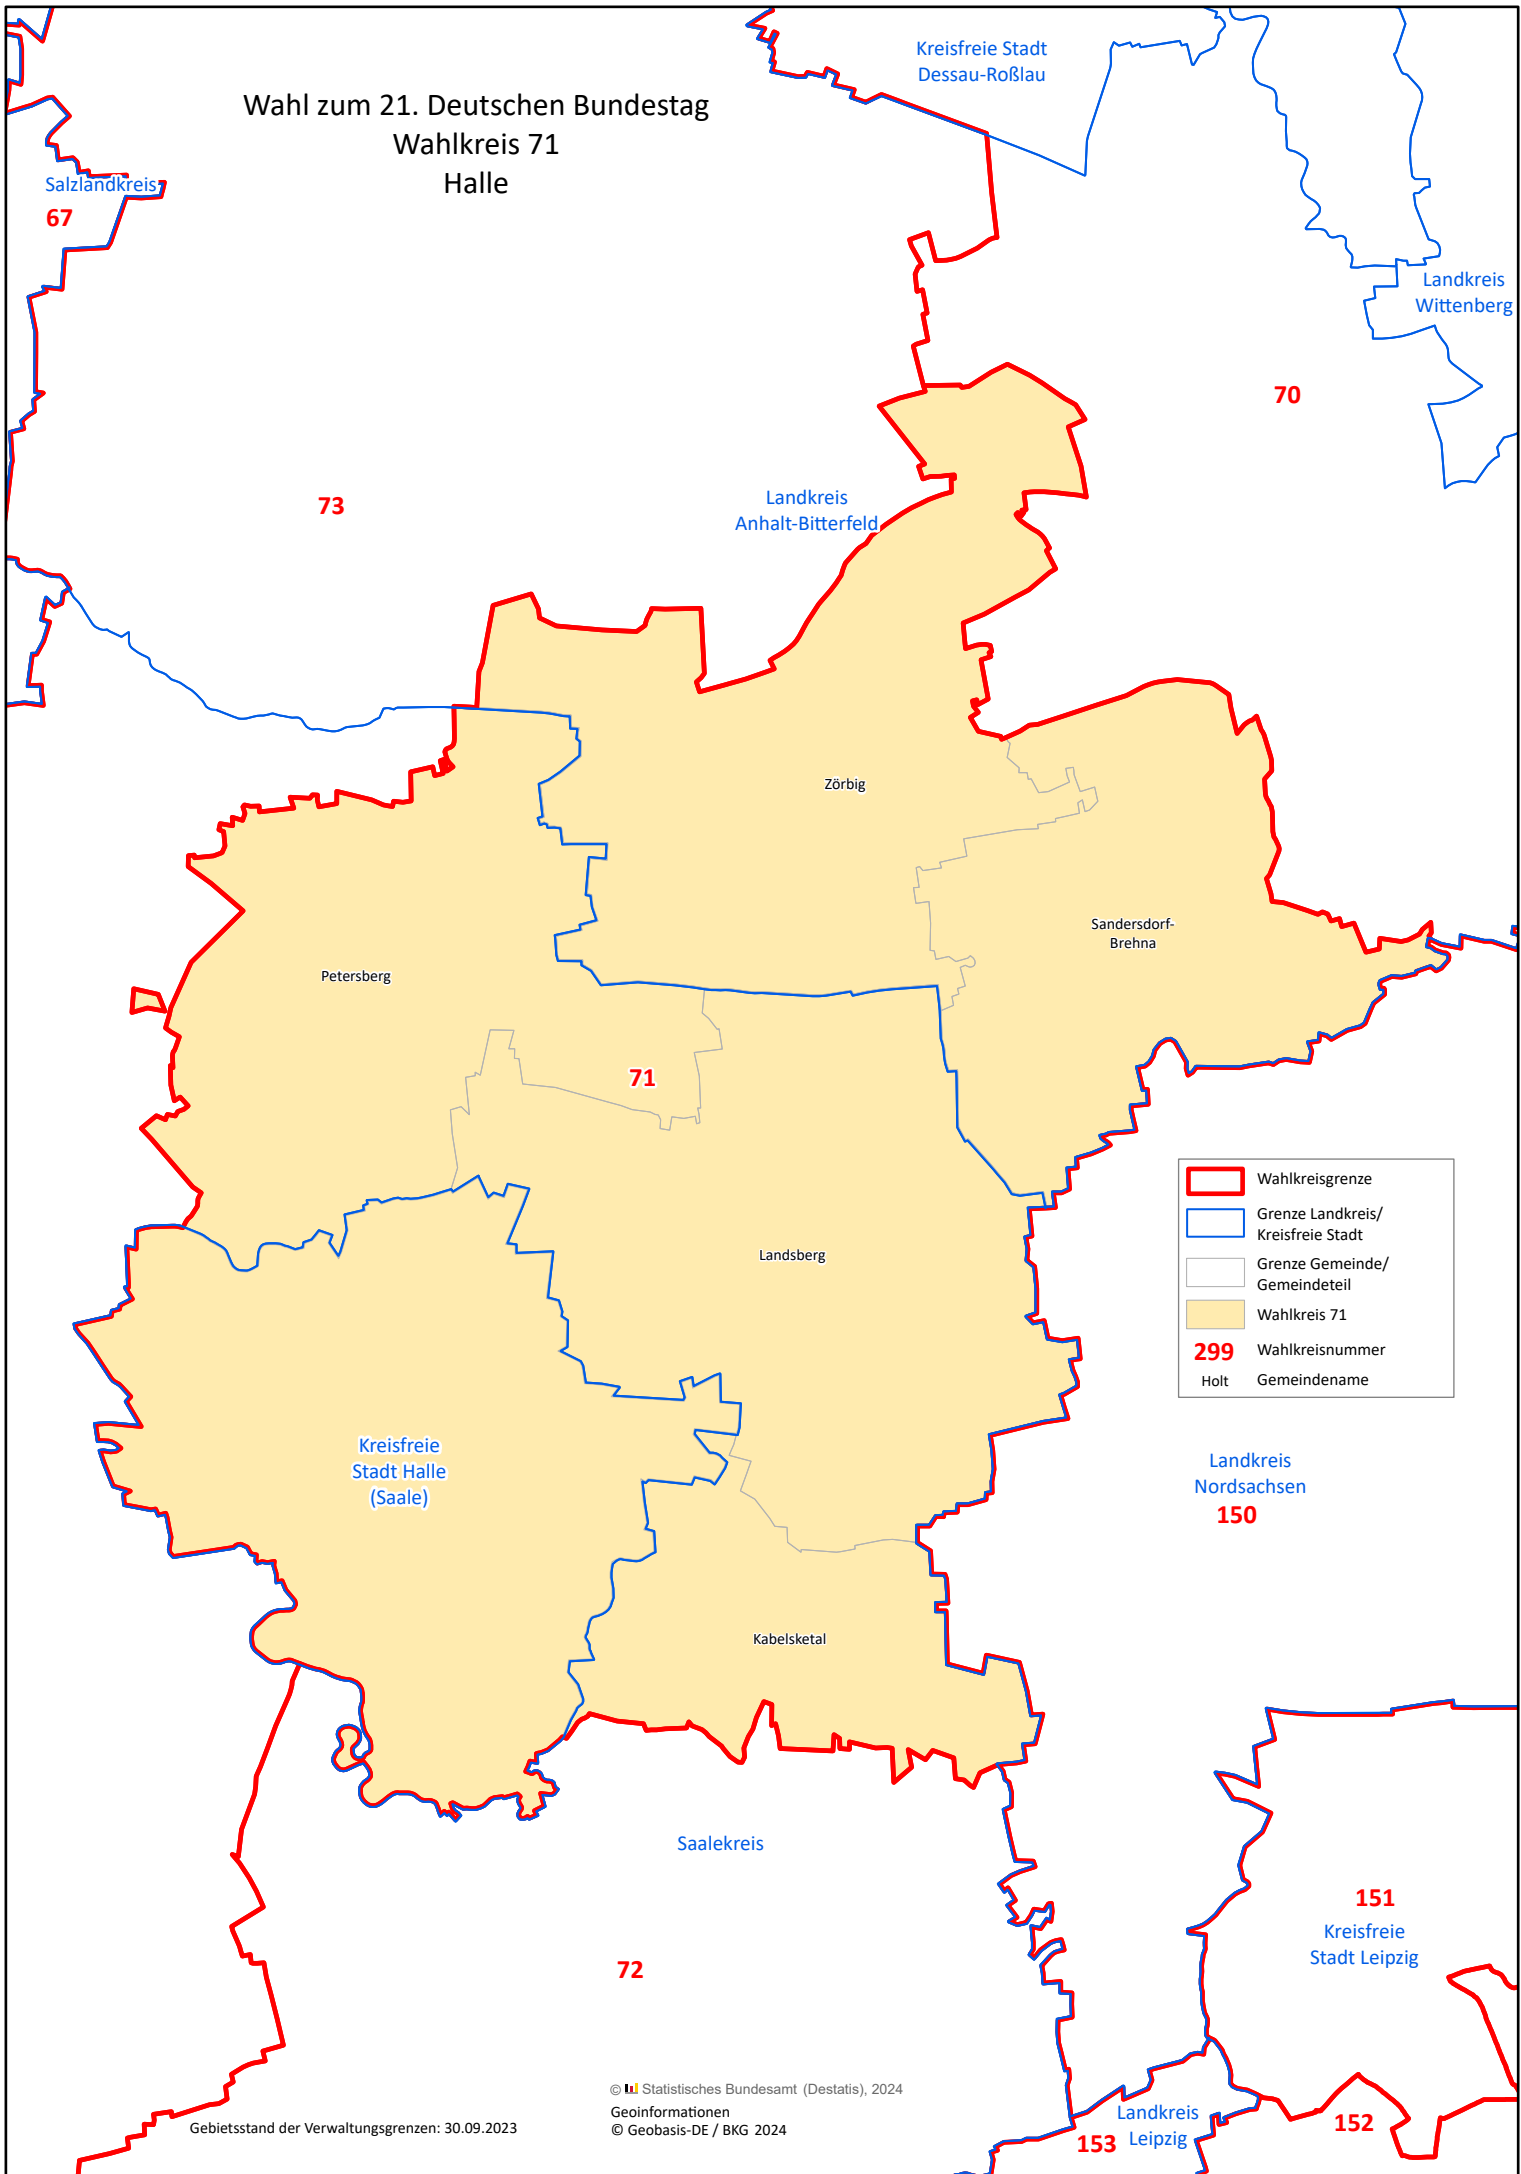 Wahl zum 21. Deutschen Bundestag
Wahlkreis 71
Halle
Kreisfreie Stadt
Dessau-Roßlau
Salzlandkreis
67
Landkreis
Wittenberg
70
73
Landkreis
Anhalt-Bitterfeld
Zörbig
Sandersdorf-
Brehna
Petersberg
71
Landsberg
Wahlkreisgrenze
Grenze Landkreis/
Kreisfreie Stadt
Grenze Gemeinde/
Gemeindeteil
Wahlkreis 71
299 Wahlkreisnummer
Holt Gemeindename
Kreisfreie
Stadt Halle
(Saale)
Landkreis
Nordsachsen
150
Kabelsketal
Saalekreis
151
Kreisfreie
Stadt Leipzig
72
© Statistisches Bundesamt (Destatis), 2024
Geoinformationen
© Geobasis-DE / BKG 2024
Gebietsstand der Verwaltungsgrenzen: 30.09.2023
Landkreis
Leipzig
153
152